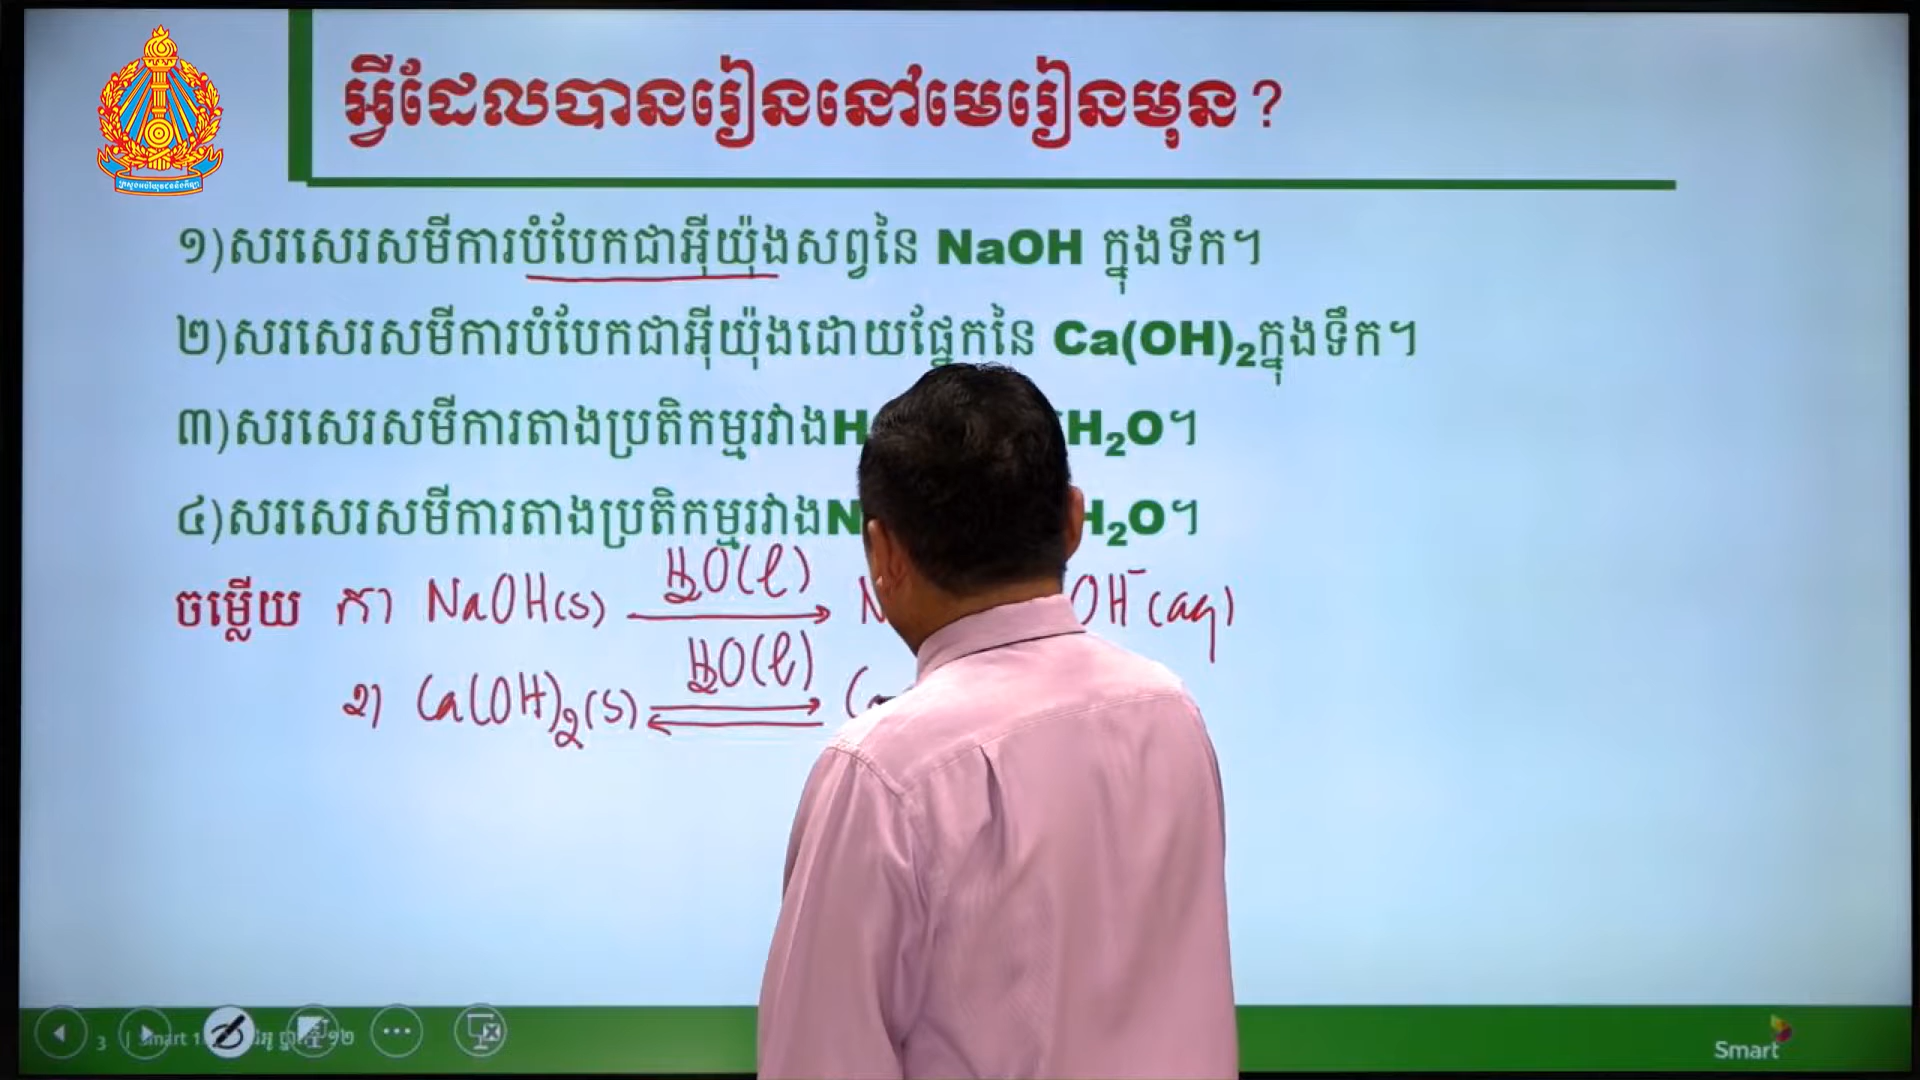 អ្វីដែលបានរៀននៅមេរៀនមុន?
១)សរសេរសមីការបំបែកជាអ៊ីយ៉ុងសព្វនៃ NaOH ក្នុងទឹក។
២)សរសេរសមីការបំបែកជាអ៊ីយ៉ុងដោយផ្នែកនៃ Ca(OH)₂ក្នុងទឹក។
៣)សរសេរសមីការតាងប្រតិកម្មរវាងH H₂O។
៤)សរសេរសមីការតាងប្រតិកម្មរវាងN H₂O។
ចម្លើយ ក) NaOH(s) H₂O(l) N OH⁻(aq)
ខ) Ca(OH)₂(s) ⇌ H₂O(l) (
3 | Smart
Smart